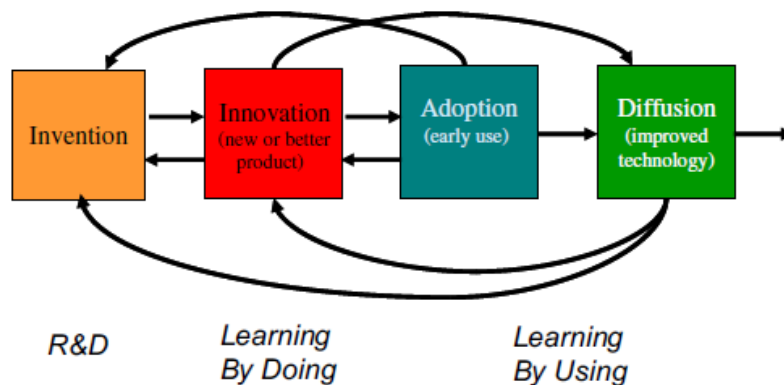 Invention
Innovation
(new or better
product)
Adoption
(early use)
Diffusion
(improved
technology)
R&D
Learning
By Doing
Learning
By Using